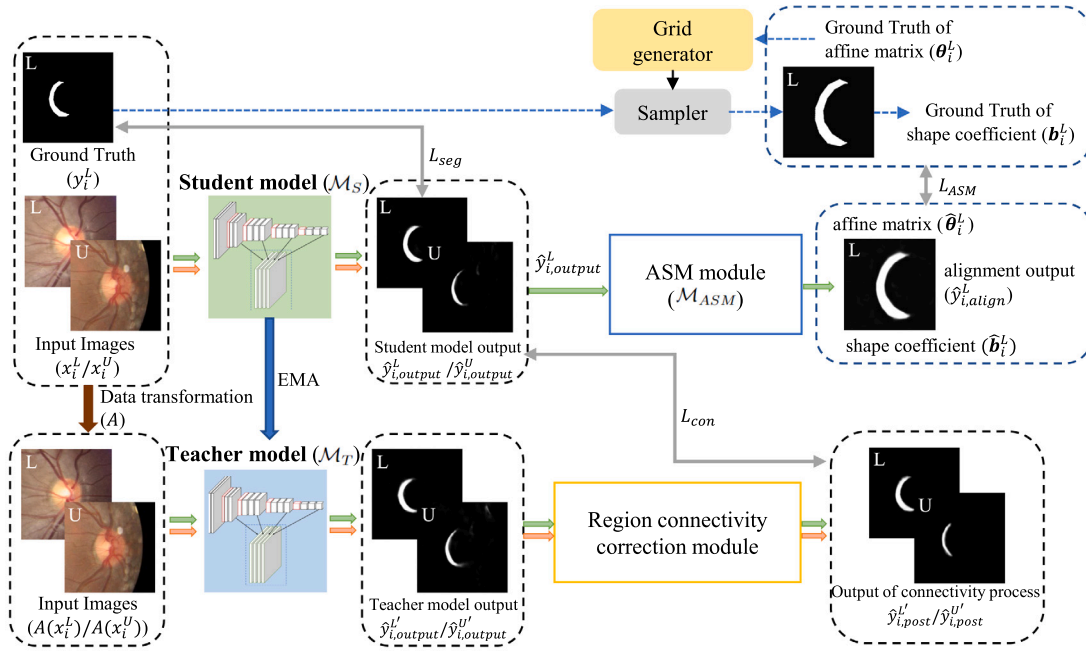 L
Ground Truth
(y_i^L)
L
U
Input Images
(x_i^L/x_i^U)
Data transformation
(A)
Student model (ℳ_S)
EMA
L_seg
L
U
Student model output
ŷ_{i,output}^L /ŷ_{i,output}^U
ŷ_{i,output}^L
ASM module
(ℳ_ASM)
Grid
generator
Sampler
Ground Truth of
affine matrix (θ_i^L)
L
Ground Truth of
shape coefficient (b_i^L)
L_ASM
affine matrix (θ̂_i^L)
L
alignment output
(ŷ_{i,align}^L)
shape coefficient (b̂_i^L)
L_con
L
U
Input Images
(A(x_i^L)/A(x_i^U))
Teacher model (ℳ_T)
L
U
Teacher model output
ŷ_{i,output}^{L'}/ŷ_{i,output}^{U'}
Region connectivity
correction module
L
U
Output of connectivity process
ŷ_{i,post}^{L'}/ŷ_{i,post}^{U'}